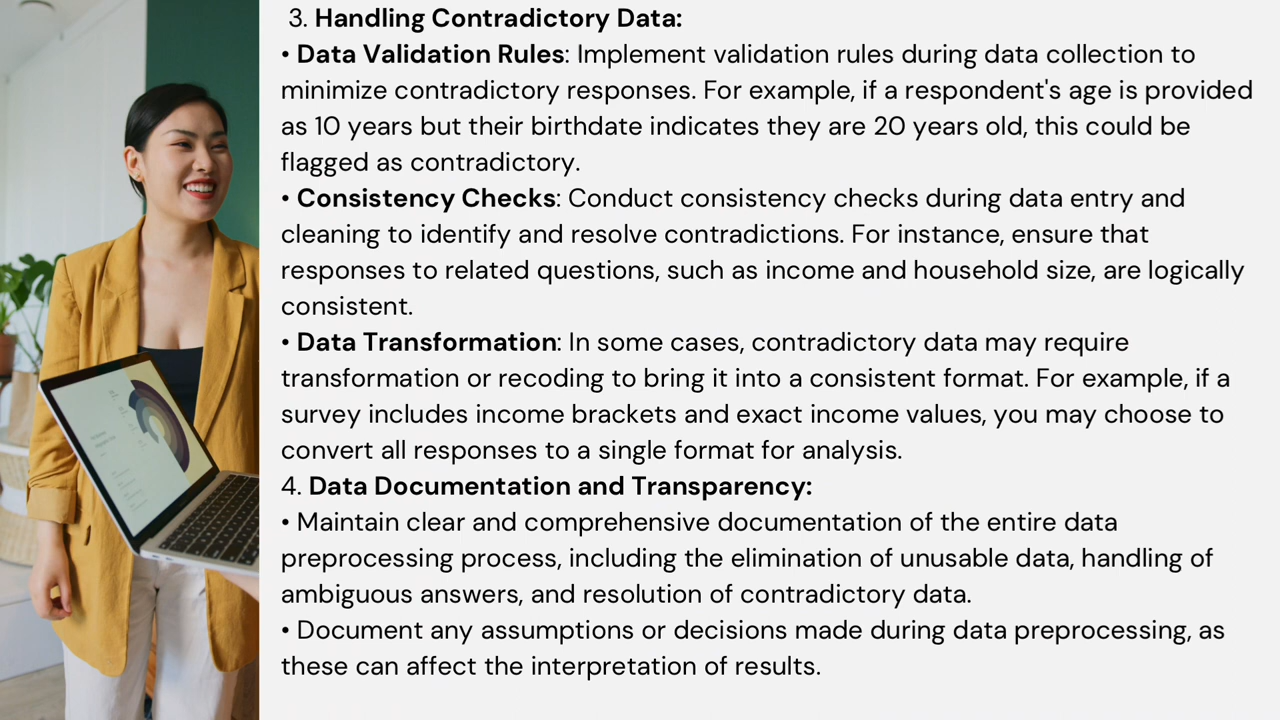 3. Handling Contradictory Data:
• Data Validation Rules: Implement validation rules during data collection to
minimize contradictory responses. For example, if a respondent's age is provided
as 10 years but their birthdate indicates they are 20 years old, this could be
flagged as contradictory.
• Consistency Checks: Conduct consistency checks during data entry and
cleaning to identify and resolve contradictions. For instance, ensure that
responses to related questions, such as income and household size, are logically
consistent.
• Data Transformation: In some cases, contradictory data may require
transformation or recoding to bring it into a consistent format. For example, if a
survey includes income brackets and exact income values, you may choose to
convert all responses to a single format for analysis.
4. Data Documentation and Transparency:
• Maintain clear and comprehensive documentation of the entire data
preprocessing process, including the elimination of unusable data, handling of
ambiguous answers, and resolution of contradictory data.
• Document any assumptions or decisions made during data preprocessing, as
these can affect the interpretation of results.